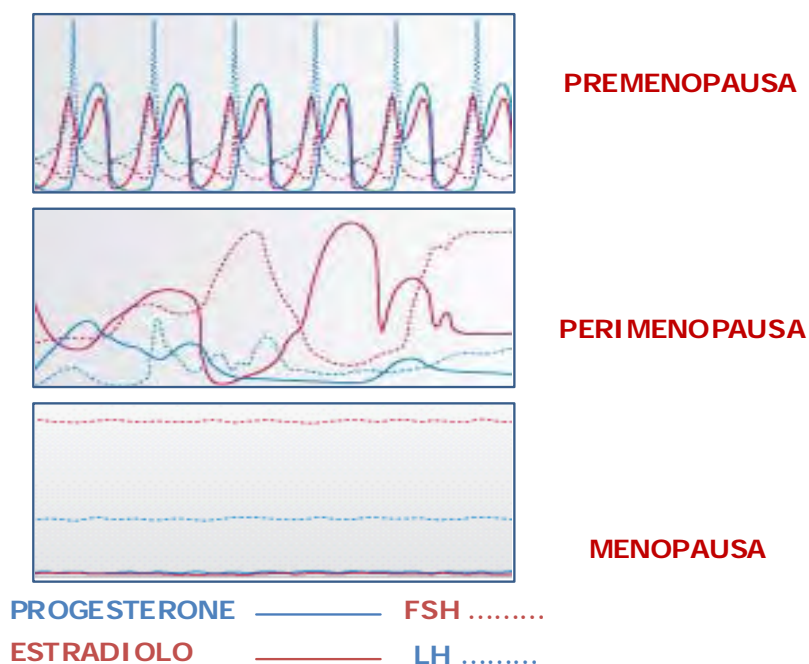 PREMENOPAUSA
PERIMENOPAUSA
MENOPAUSA
PROGESTERONE FSH .........
ESTRADIOLO LH .........